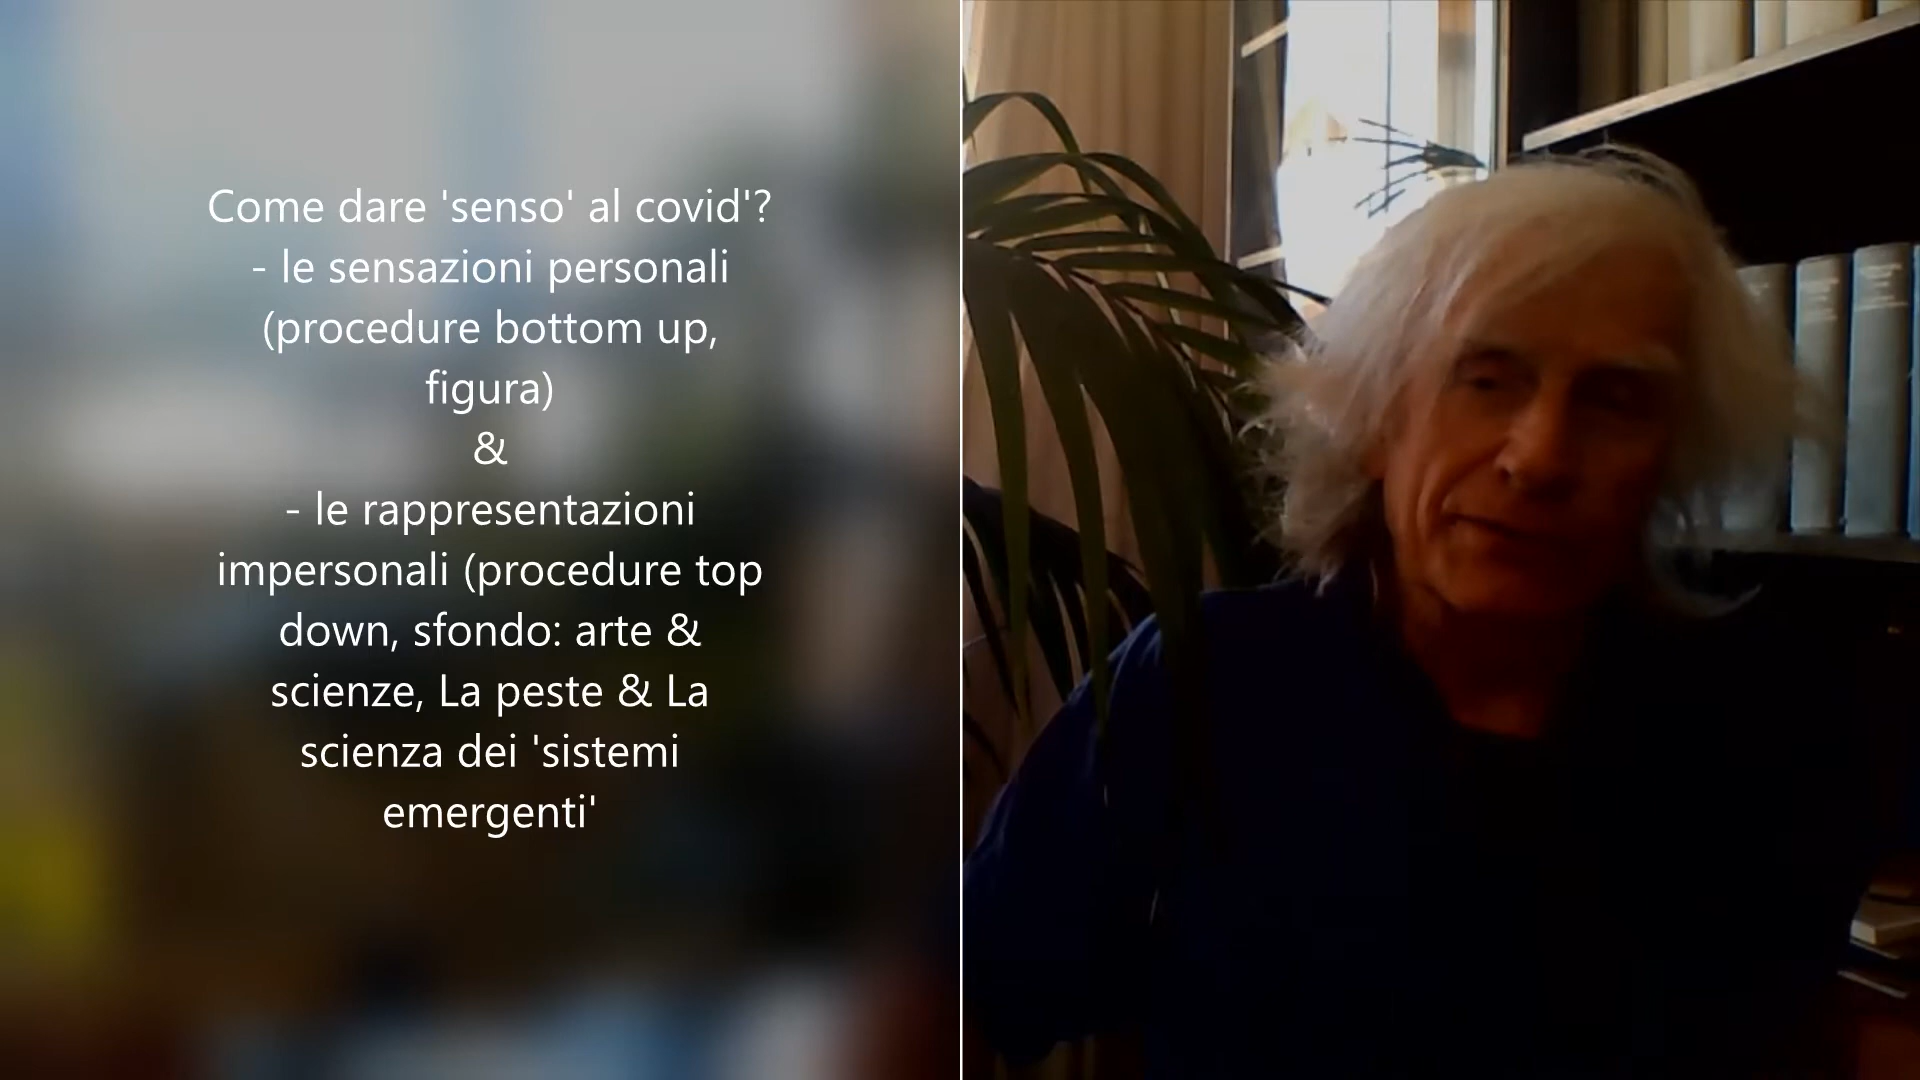 Come dare 'senso' al covid'?
- le sensazioni personali
(procedure bottom up,
figura)
&
- le rappresentazioni
impersonali (procedure top
down, sfondo: arte &
scienze, La peste & La
scienza dei 'sistemi
emergenti'